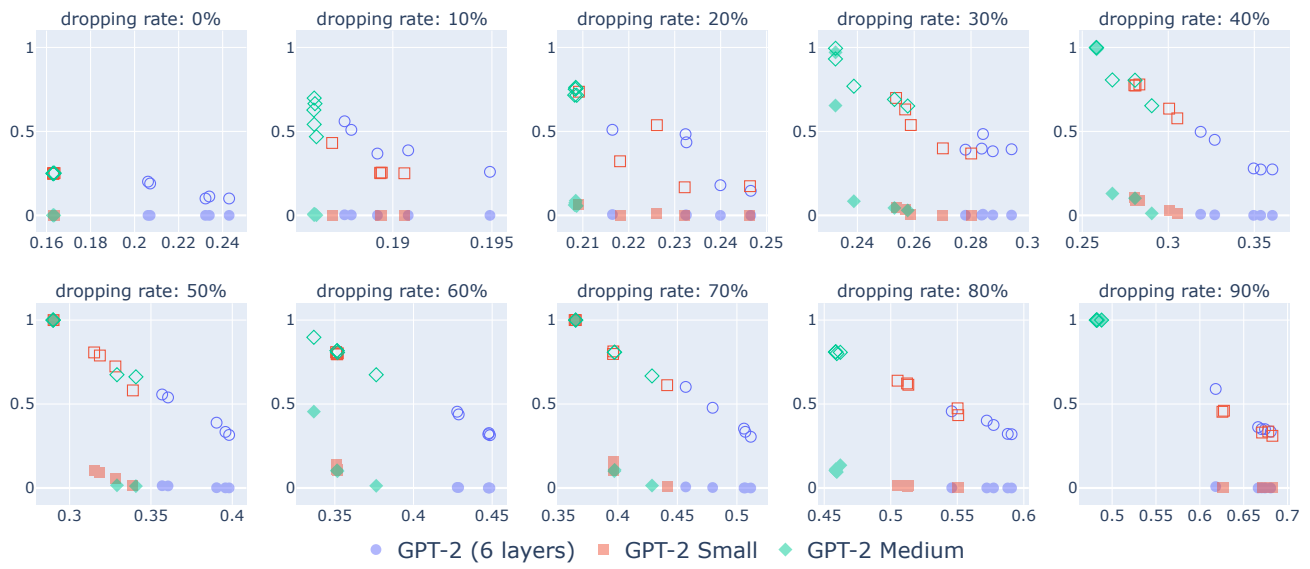 dropping rate: 0% dropping rate: 10% dropping rate: 20% dropping rate: 30% dropping rate: 40%
1
0.5
0
0.16 0.18 0.2 0.22 0.24 0.19 0.195 0.21 0.22 0.23 0.24 0.25 0.24 0.26 0.28 0.3 0.25 0.3 0.35
dropping rate: 50% dropping rate: 60% dropping rate: 70% dropping rate: 80% dropping rate: 90%
1
0.5
0
0.3 0.35 0.4 0.35 0.4 0.45 0.4 0.45 0.5 0.45 0.5 0.55 0.6 0.5 0.55 0.6 0.65 0.7
GPT-2 (6 layers) GPT-2 Small GPT-2 Medium